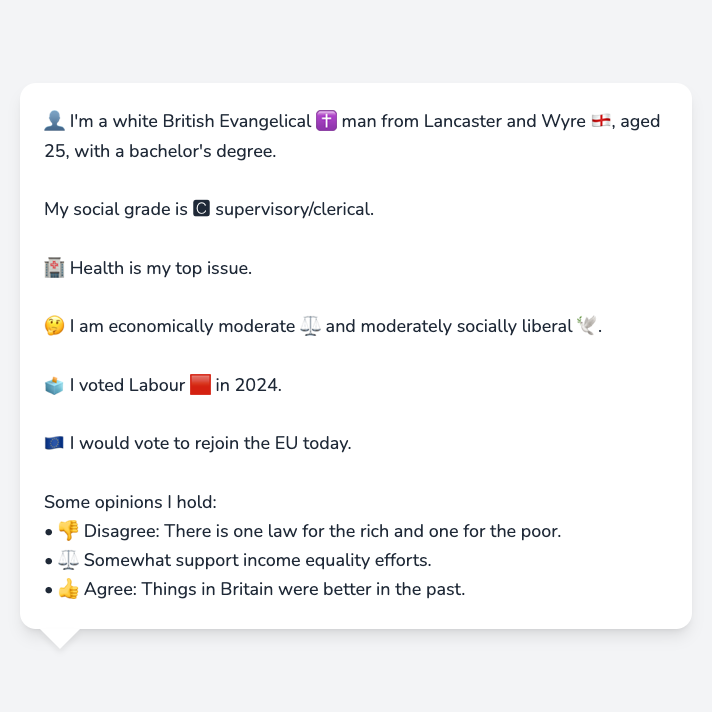 👤 I'm a white British Evangelical ✝️ man from Lancaster and Wyre 🏴󠁧󠁢󠁥󠁮󠁧󠁿, aged
25, with a bachelor's degree.
My social grade is 🅲 supervisory/clerical.
🏥 Health is my top issue.
🤔 I am economically moderate ⚖️ and moderately socially liberal 🕊️.
🗳️ I voted Labour 🟥 in 2024.
🇪🇺 I would vote to rejoin the EU today.
Some opinions I hold:
• 👎 Disagree: There is one law for the rich and one for the poor.
• ⚖️ Somewhat support income equality efforts.
• 👍 Agree: Things in Britain were better in the past.